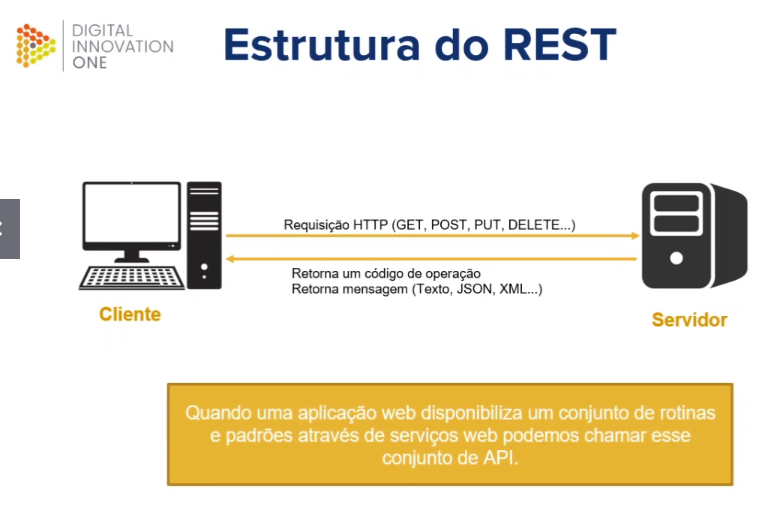 DIGITAL
INNOVATION
ONE
Estrutura do REST
Requisição HTTP (GET, POST, PUT, DELETE...)
Retorna um código de operação
Retorna mensagem (Texto, JSON, XML...)
Cliente
Servidor
Quando uma aplicação web disponibiliza um conjunto de rotinas
e padrões através de serviços web podemos chamar esse
conjunto de API.